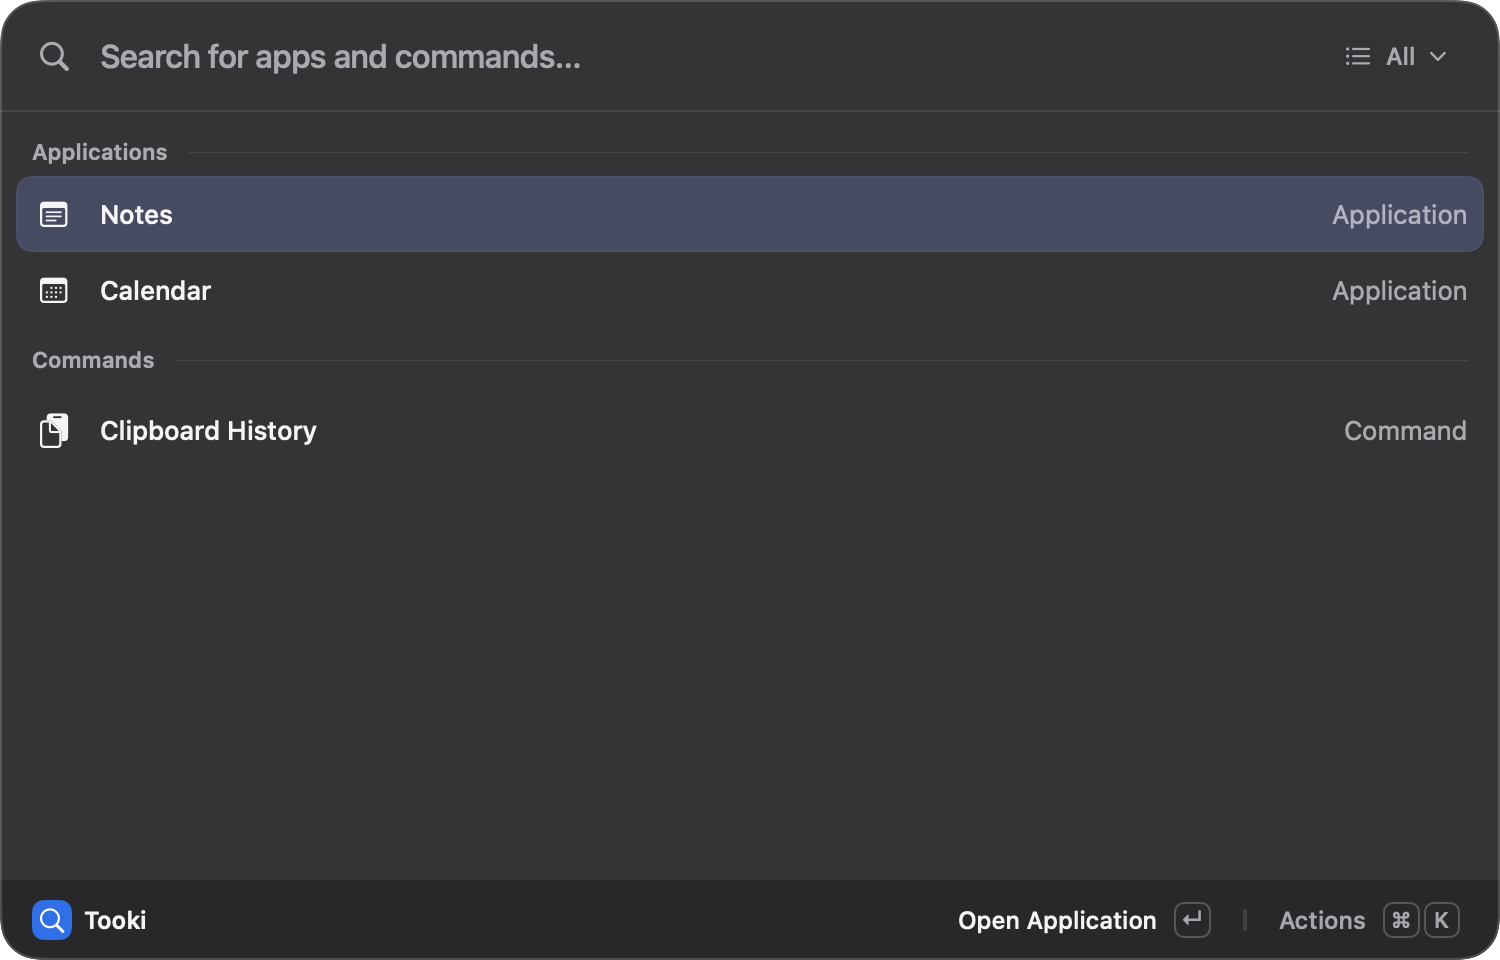 Search for apps and commands...
All
Applications
Notes Application
Calendar Application
Commands
Clipboard History Command
Tooki Open Application ↵ | Actions ⌘ K